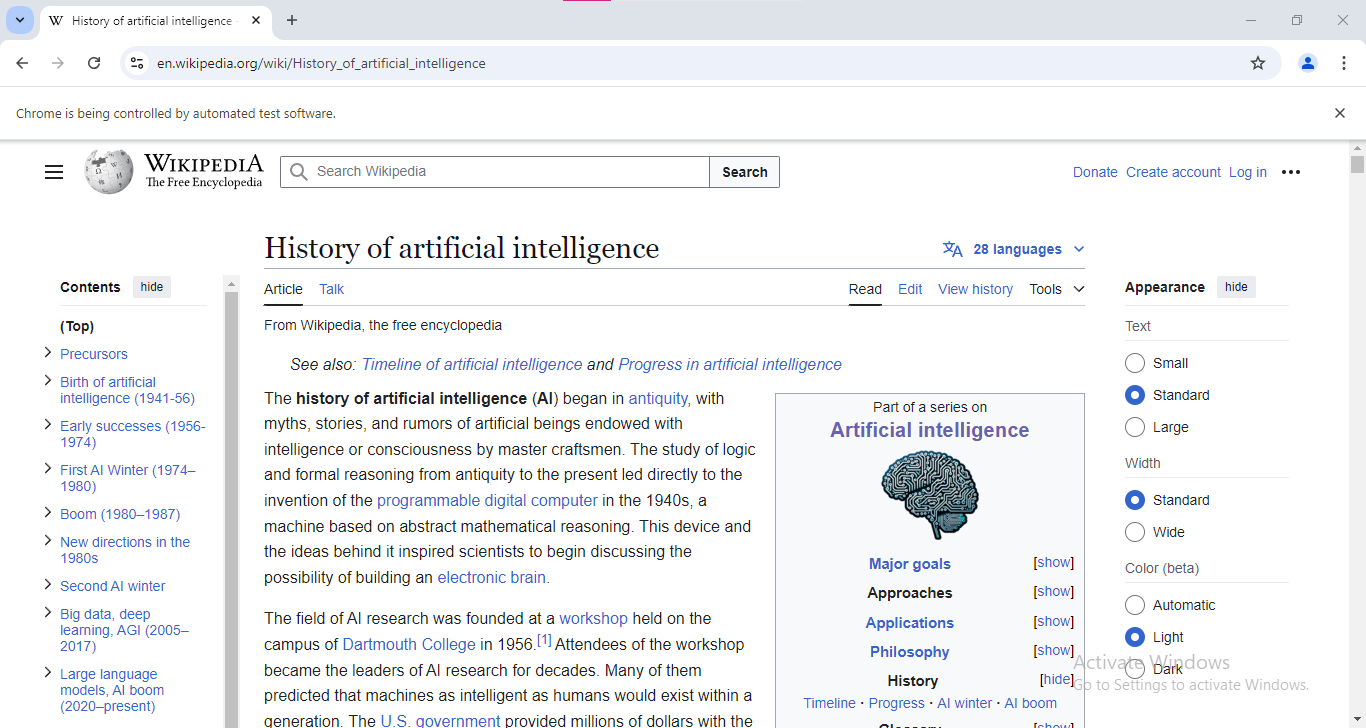 History of artificial intelligence
en.wikipedia.org/wiki/History_of_artificial_intelligence
Chrome is being controlled by automated test software.
WIKIPEDIA
The Free Encyclopedia
Search Wikipedia
Search
Donate Create account Log in
History of artificial intelligence
28 languages
Article Talk
Read Edit View history Tools
From Wikipedia, the free encyclopedia
See also: Timeline of artificial intelligence and Progress in artificial intelligence
Contents hide
(Top)
Precursors
Birth of artificial
intelligence (1941-56)
Early successes (1956-
1974)
First AI Winter (1974–
1980)
Boom (1980–1987)
New directions in the
1980s
Second AI winter
Big data, deep
learning, AGI (2005–
2017)
Large language
models, AI boom
(2020–present)
The history of artificial intelligence (AI) began in antiquity, with
myths, stories, and rumors of artificial beings endowed with
intelligence or consciousness by master craftsmen. The study of logic
and formal reasoning from antiquity to the present led directly to the
invention of the programmable digital computer in the 1940s, a
machine based on abstract mathematical reasoning. This device and
the ideas behind it inspired scientists to begin discussing the
possibility of building an electronic brain.
The field of AI research was founded at a workshop held on the
campus of Dartmouth College in 1956.[1] Attendees of the workshop
became the leaders of AI research for decades. Many of them
predicted that machines as intelligent as humans would exist within a
generation. The U.S. government provided millions of dollars with the
Part of a series on
Artificial intelligence
Major goals [show]
Approaches [show]
Applications [show]
Philosophy [show]
History [hide]
Timeline · Progress · AI winter · AI boom
Glossary [show]
Appearance hide
Text
Small
Standard
Large
Width
Standard
Wide
Color (beta)
Automatic
Light
Dark
Activate Windows
Go to Settings to activate Windows.